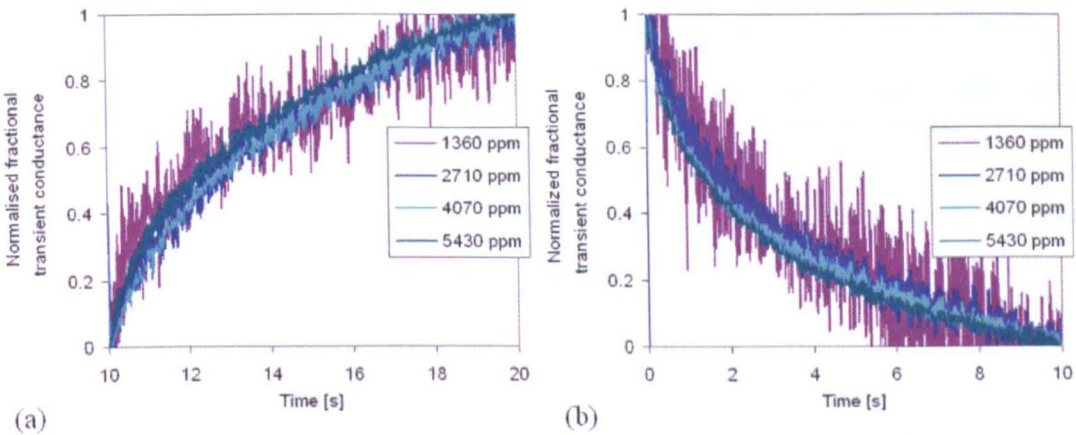 Normalised fractional
transient conductance
1
0.8
0.6
0.4
0.2
0
10
12
14
16
18
20
Time [s]
1360 ppm
2710 ppm
4070 ppm
5430 ppm
(a)
Normalized fractional
transient conductance
1
0.8
0.6
0.4
0.2
0
0
2
4
6
8
10
Time [s]
1360 ppm
2710 ppm
4070 ppm
5430 ppm
(b)